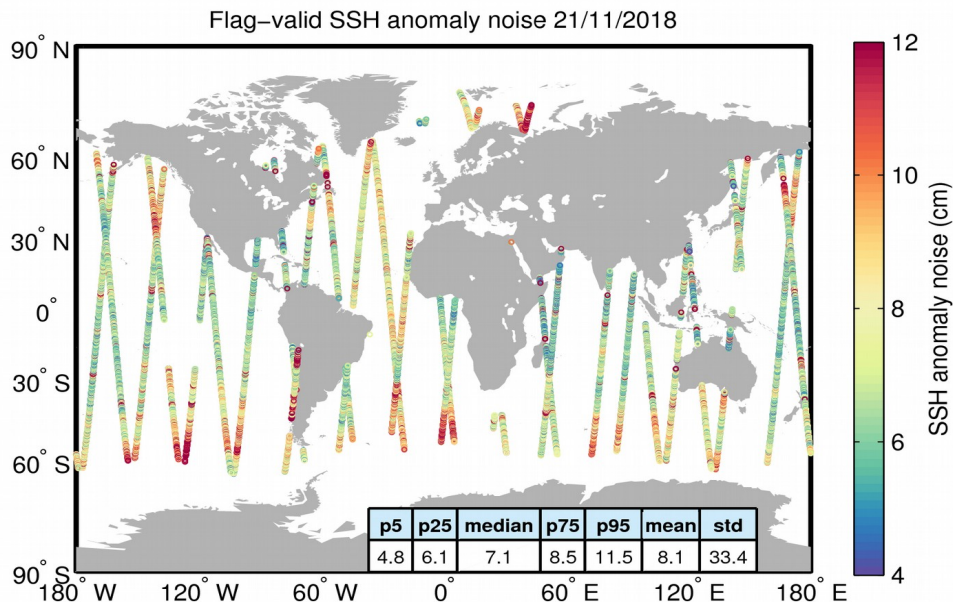 Flag−valid SSH anomaly noise 21/11/2018
90° N
60° N
30° N
0°
30° S
60° S
90° S
180° W
120° W
60° W
0°
60° E
120° E
180° E
p5 p25 median p75 p95 mean std
4.8 6.1 7.1 8.5 11.5 8.1 33.4
12
10
8
6
4
SSH anomaly noise (cm)